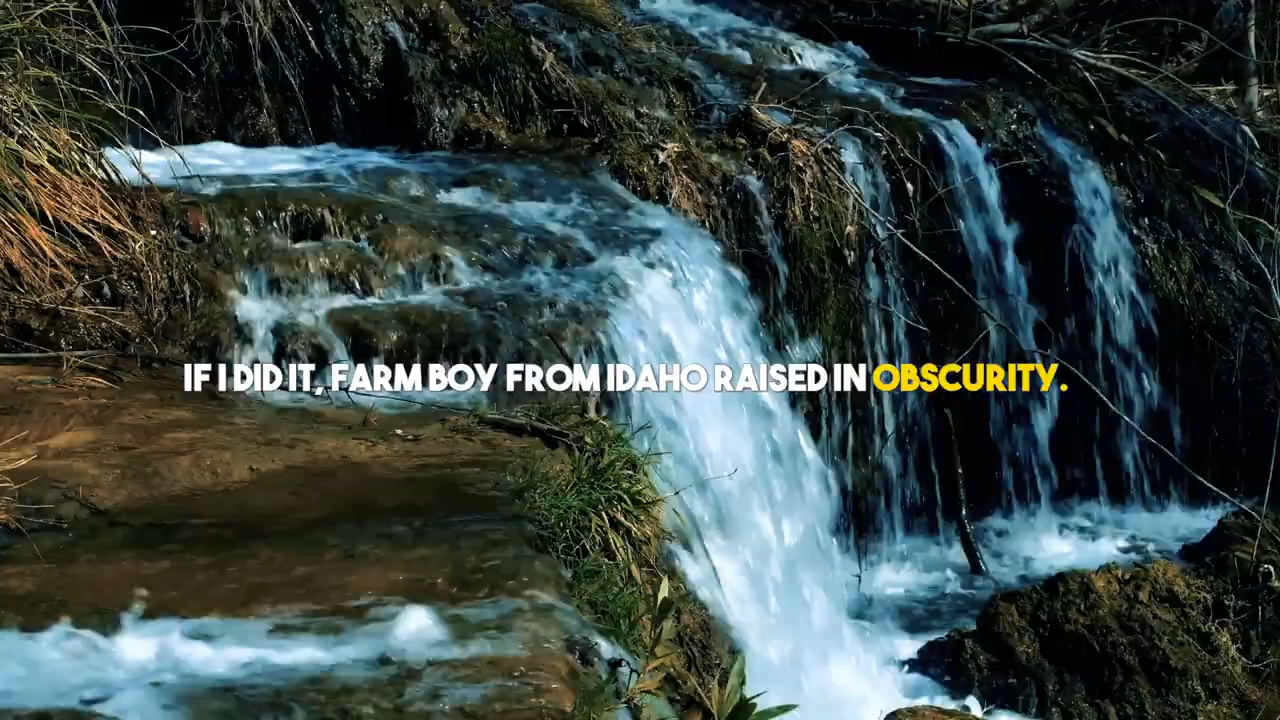 IF I DID IT, FARM BOY FROM IDAHO RAISED IN OBSCURITY.